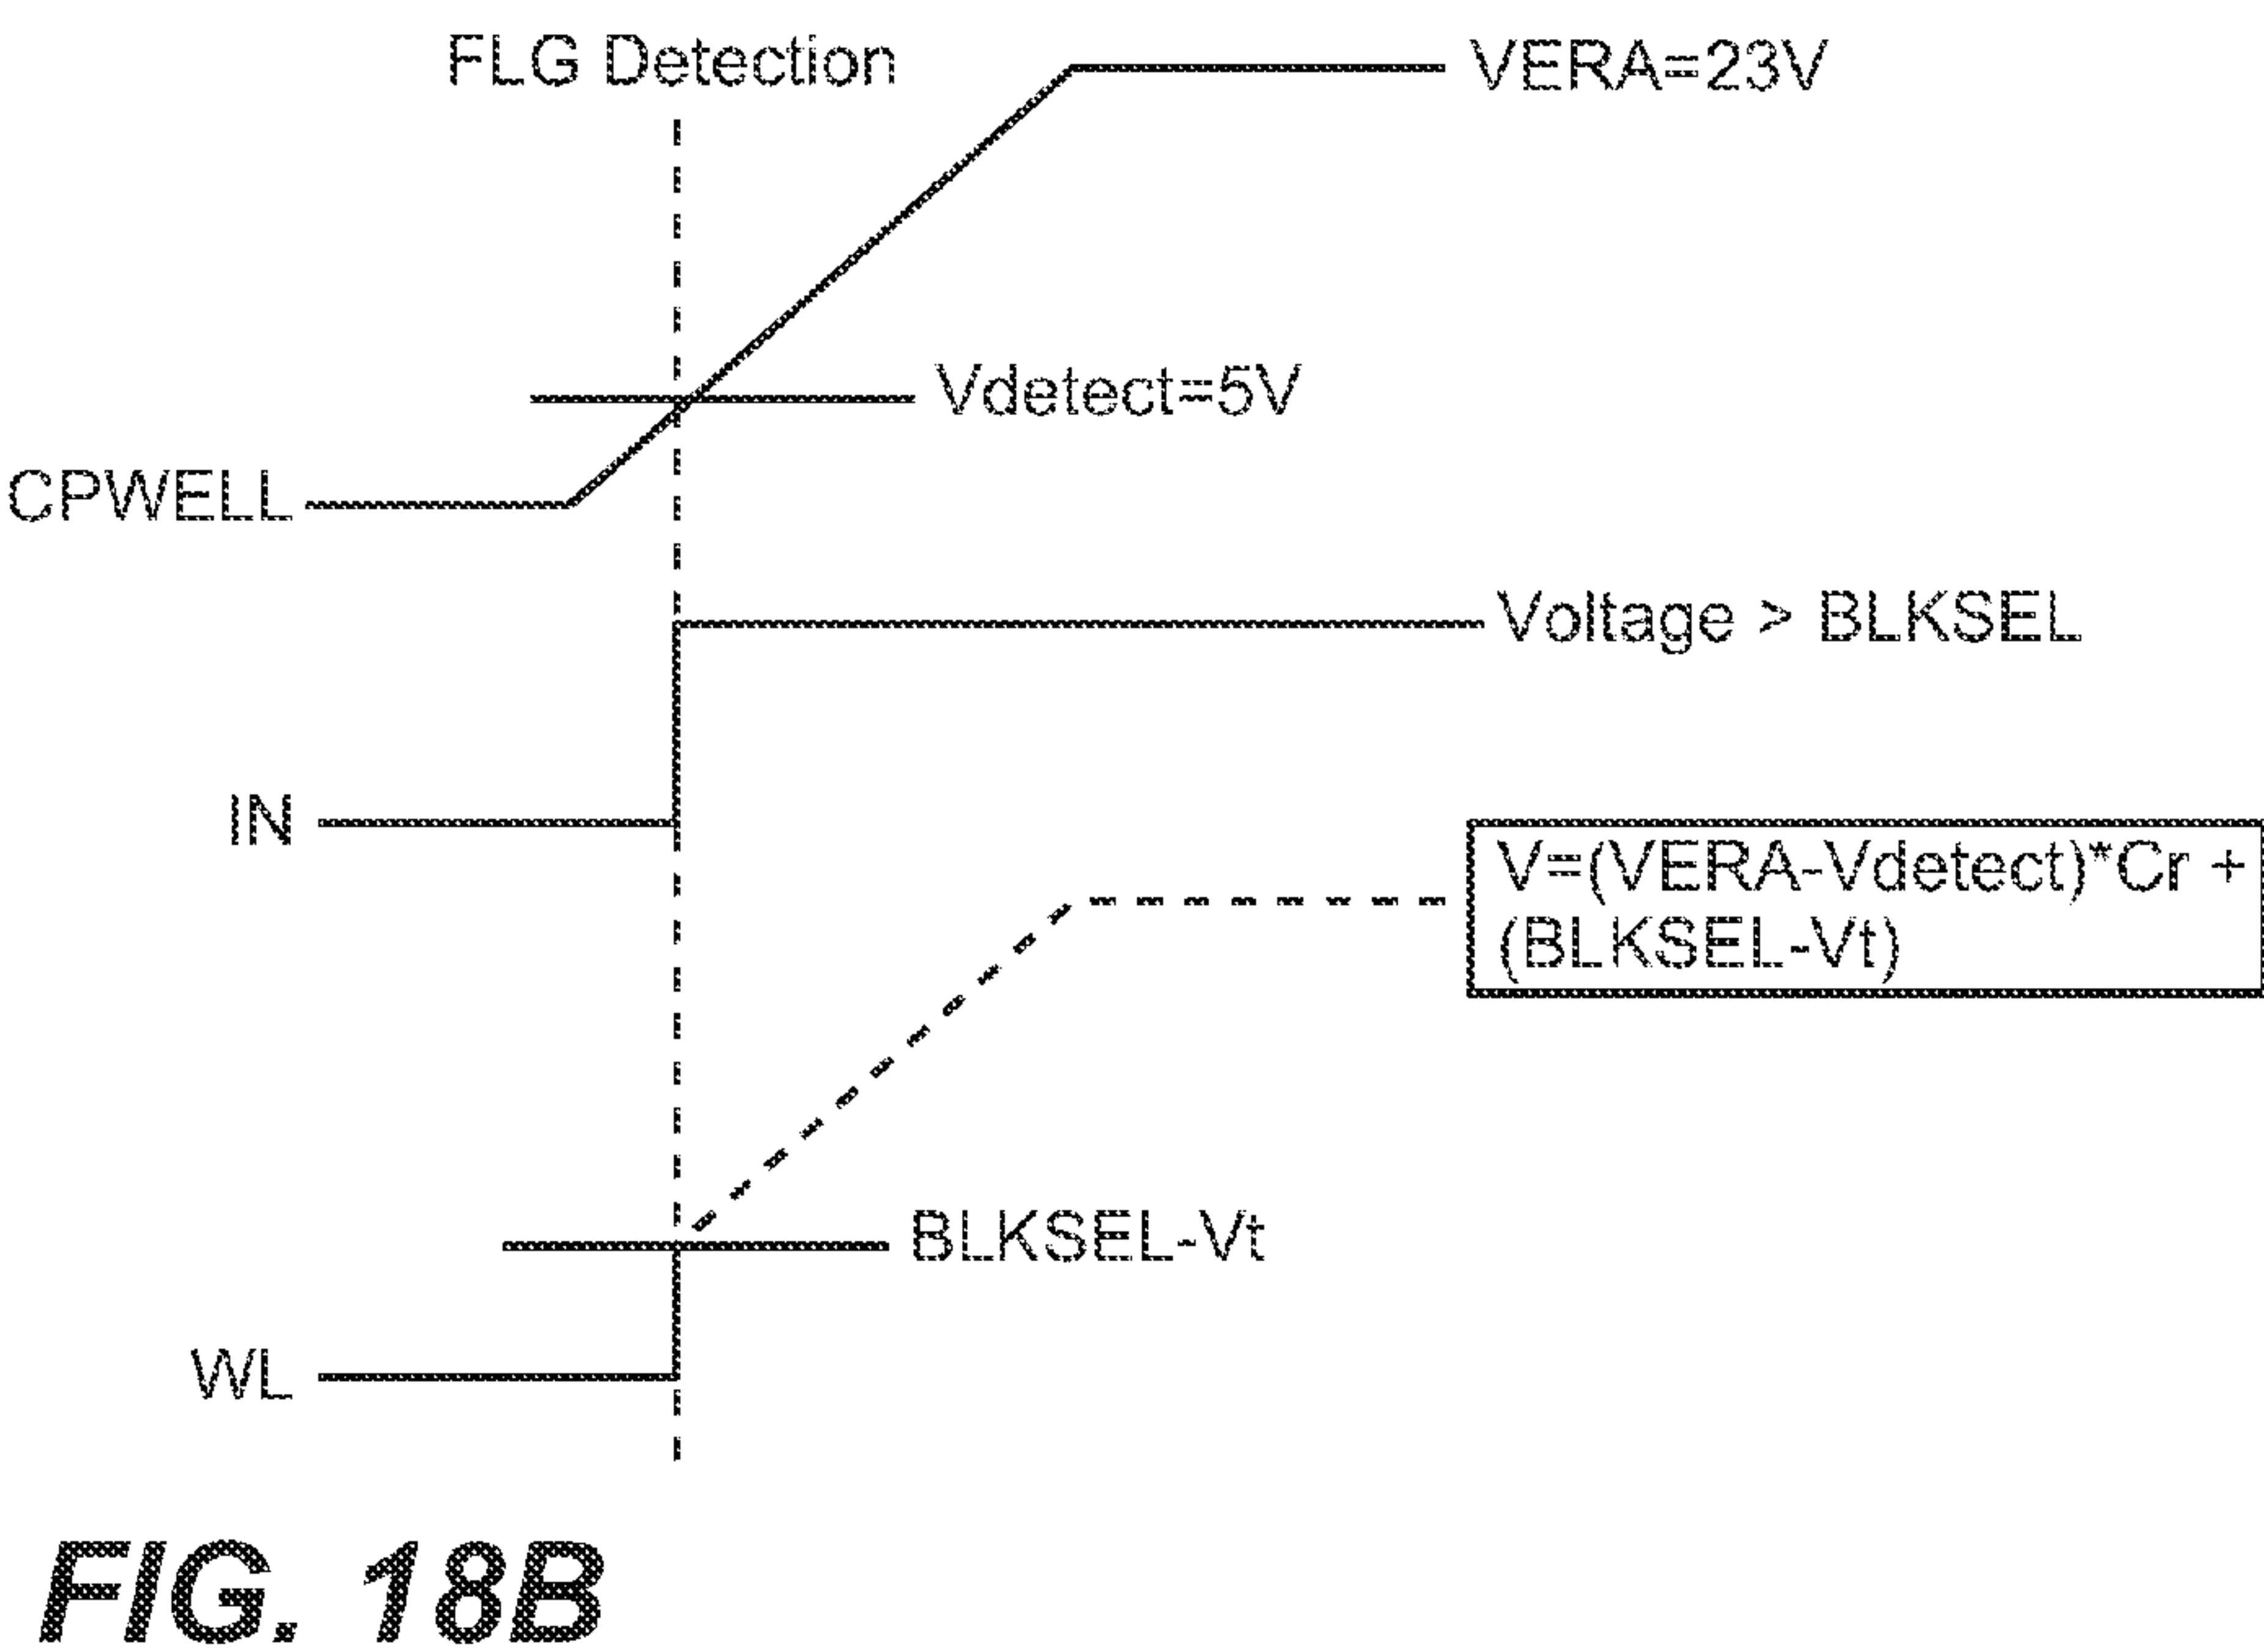 FLG Detection
VERA=23V
Vdetect=5V
CPWELL
Voltage > BLKSEL
IN
V=(VERA-Vdetect)*Cr +
(BLKSEL-Vt)
BLKSEL-Vt
WL
FIG. 18B